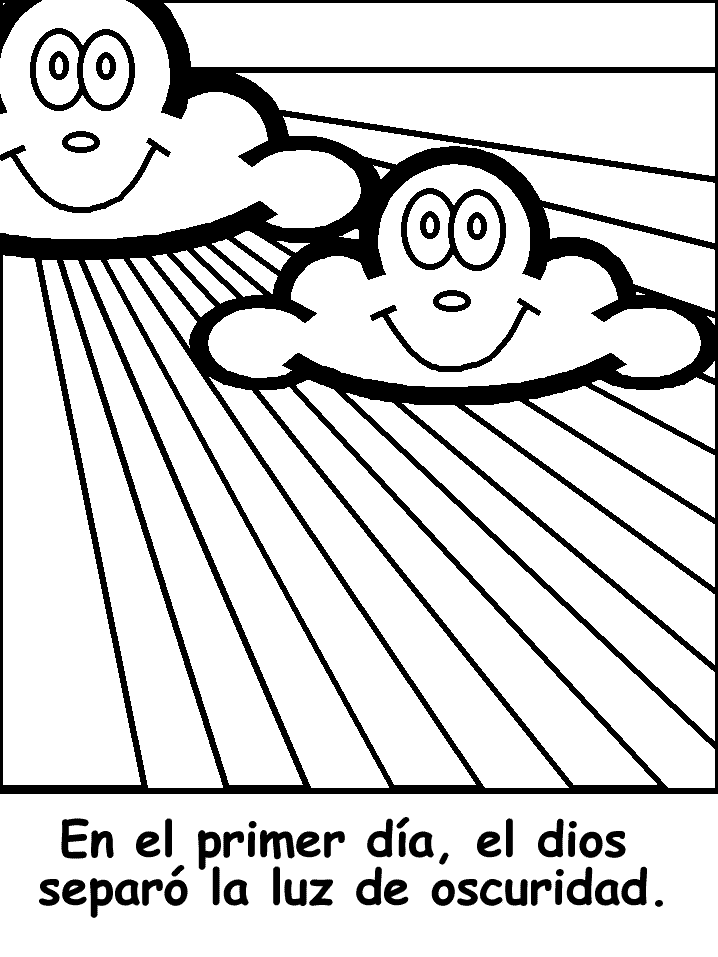 En el primer día, el dios
separó la luz de oscuridad.